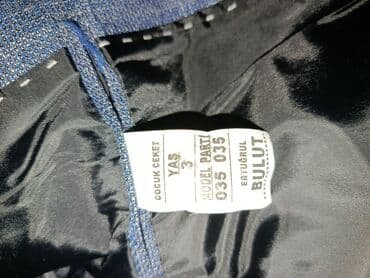 ÇOCUK CEKET
YAŞ
3
MODEL PARTİ
035 035
ERTUĞRUL
BULUT